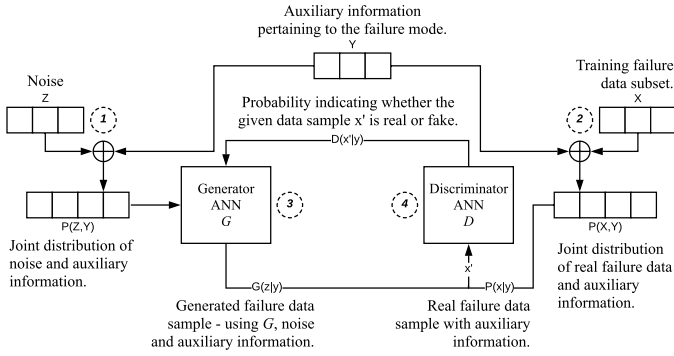 Auxiliary information
pertaining to the failure mode.
Y
Noise
Z
Training failure
data subset.
X
1
Probability indicating whether the
given data sample x' is real or fake.
2
D(x'|y)
Generator
ANN
G
3
4
Discriminator
ANN
D
P(Z,Y)
P(X,Y)
Joint distribution of
noise and auxiliary
information.
Joint distribution
of real failure data
and auxiliary
information.
x'
G(z|y)
P(x|y)
Generated failure data
sample - using G, noise
and auxiliary information.
Real failure data
sample with auxiliary
information.